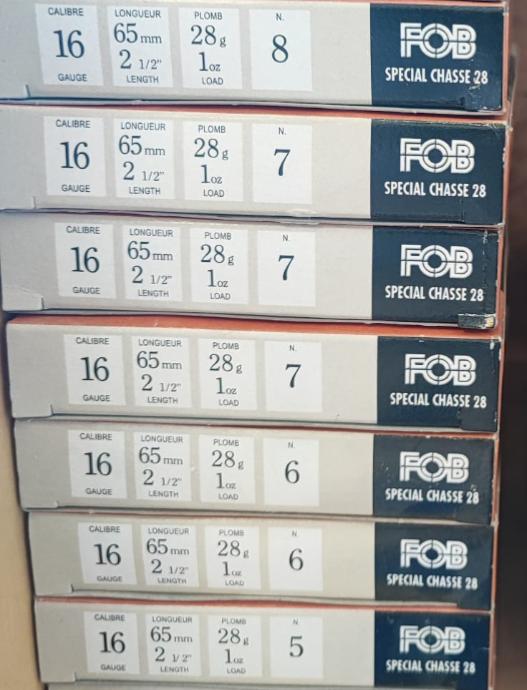 CALIBRE LONGUEUR PLOMB N.
16 65mm 28g 8 FOB
2 1/2" 1oz
GAUGE LENGTH LOAD SPECIAL CHASSE 28
CALIBRE LONGUEUR PLOMB N.
16 65mm 28g 7 FOB
2 1/2" 1oz
GAUGE LENGTH LOAD SPECIAL CHASSE 28
CALIBRE LONGUEUR PLOMB N.
16 65mm 28g 7 FOB
2 1/2" 1oz
GAUGE LENGTH LOAD SPECIAL CHASSE 28
CALIBRE LONGUEUR PLOMB N.
16 65mm 28g 7 FOB
2 1/2" 1oz
GAUGE LENGTH LOAD SPECIAL CHASSE 28
CALIBRE LONGUEUR PLOMB N.
16 65mm 28g 6 FOB
2 1/2" 1oz
GAUGE LENGTH LOAD SPECIAL CHASSE 28
CALIBRE LONGUEUR PLOMB N.
16 65mm 28g 6 FOB
2 1/2" 1oz
GAUGE LENGTH LOAD SPECIAL CHASSE 28
CALIBRE LONGUEUR PLOMB N.
16 65mm 28g 5 FOB
2 1/2" 1oz
GAUGE LENGTH LOAD SPECIAL CHASSE 28